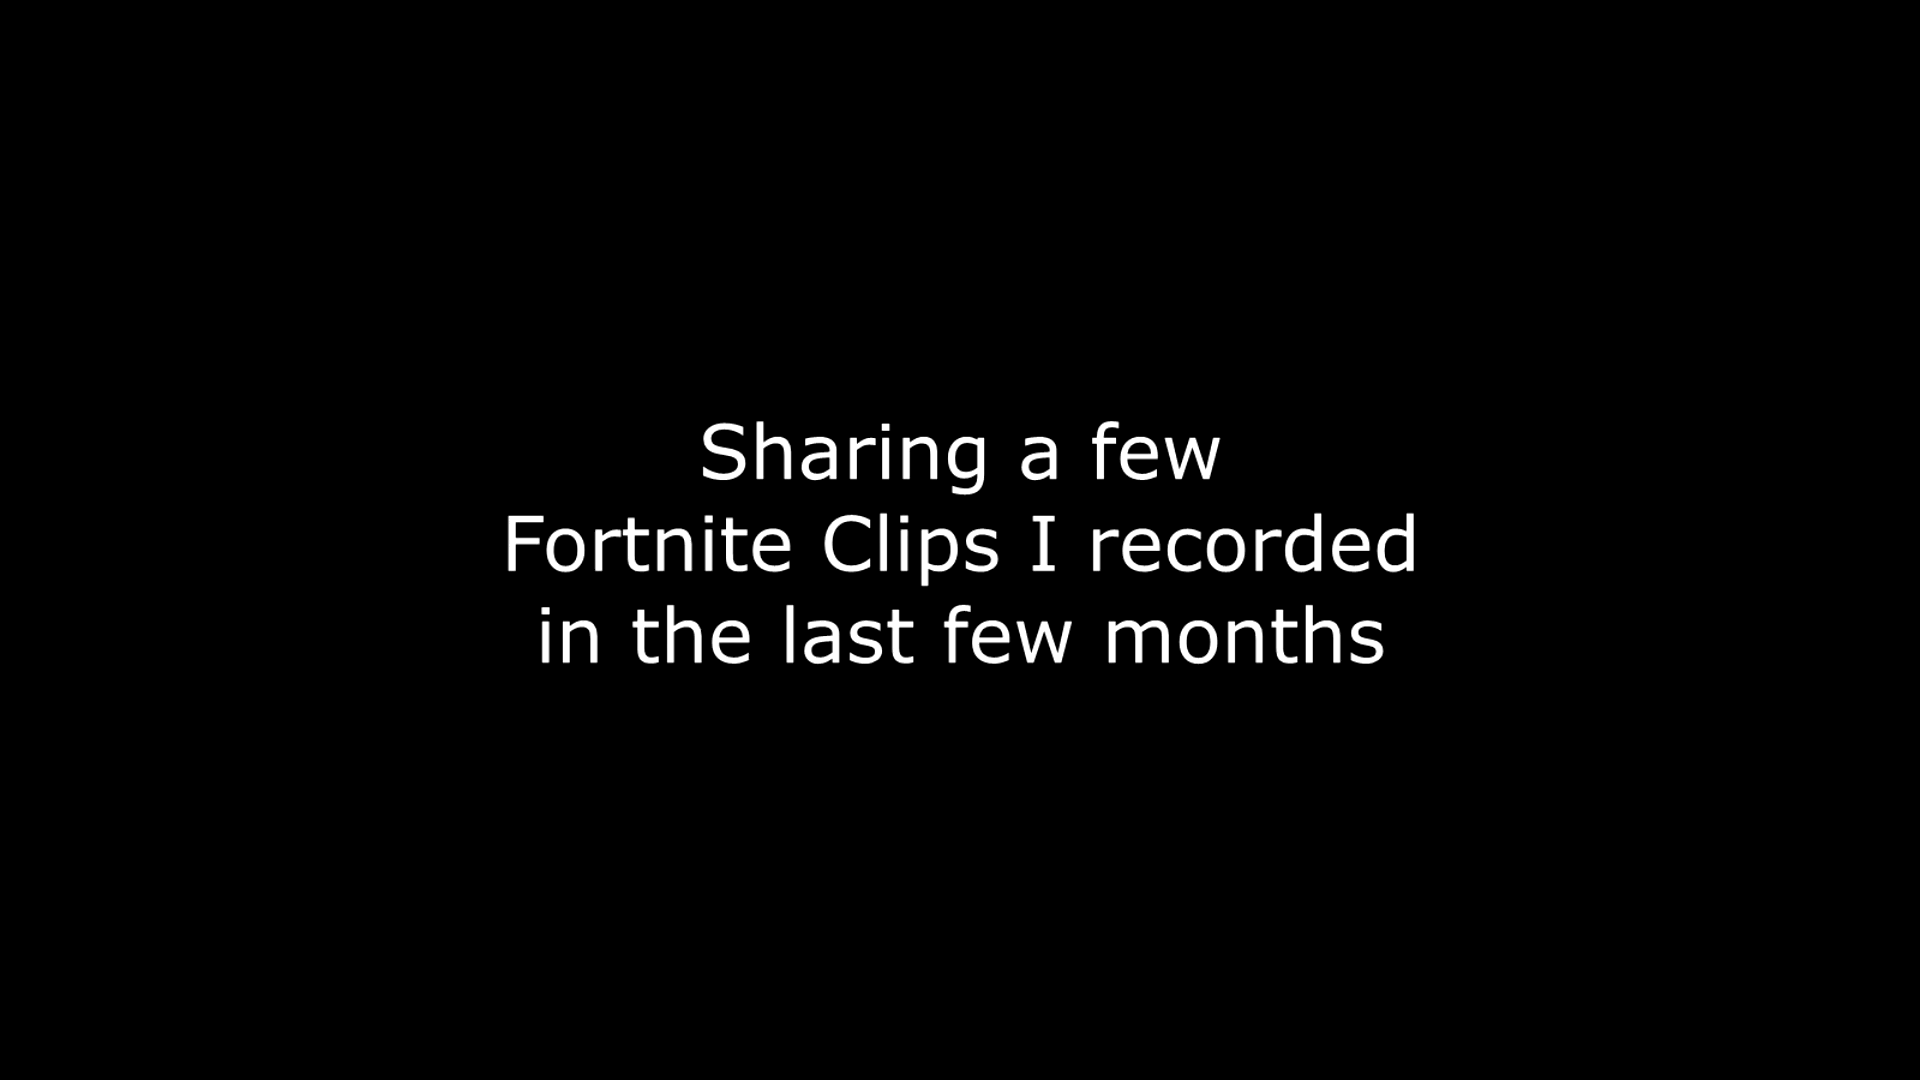 Sharing a few
Fortnite Clips I recorded
in the last few months